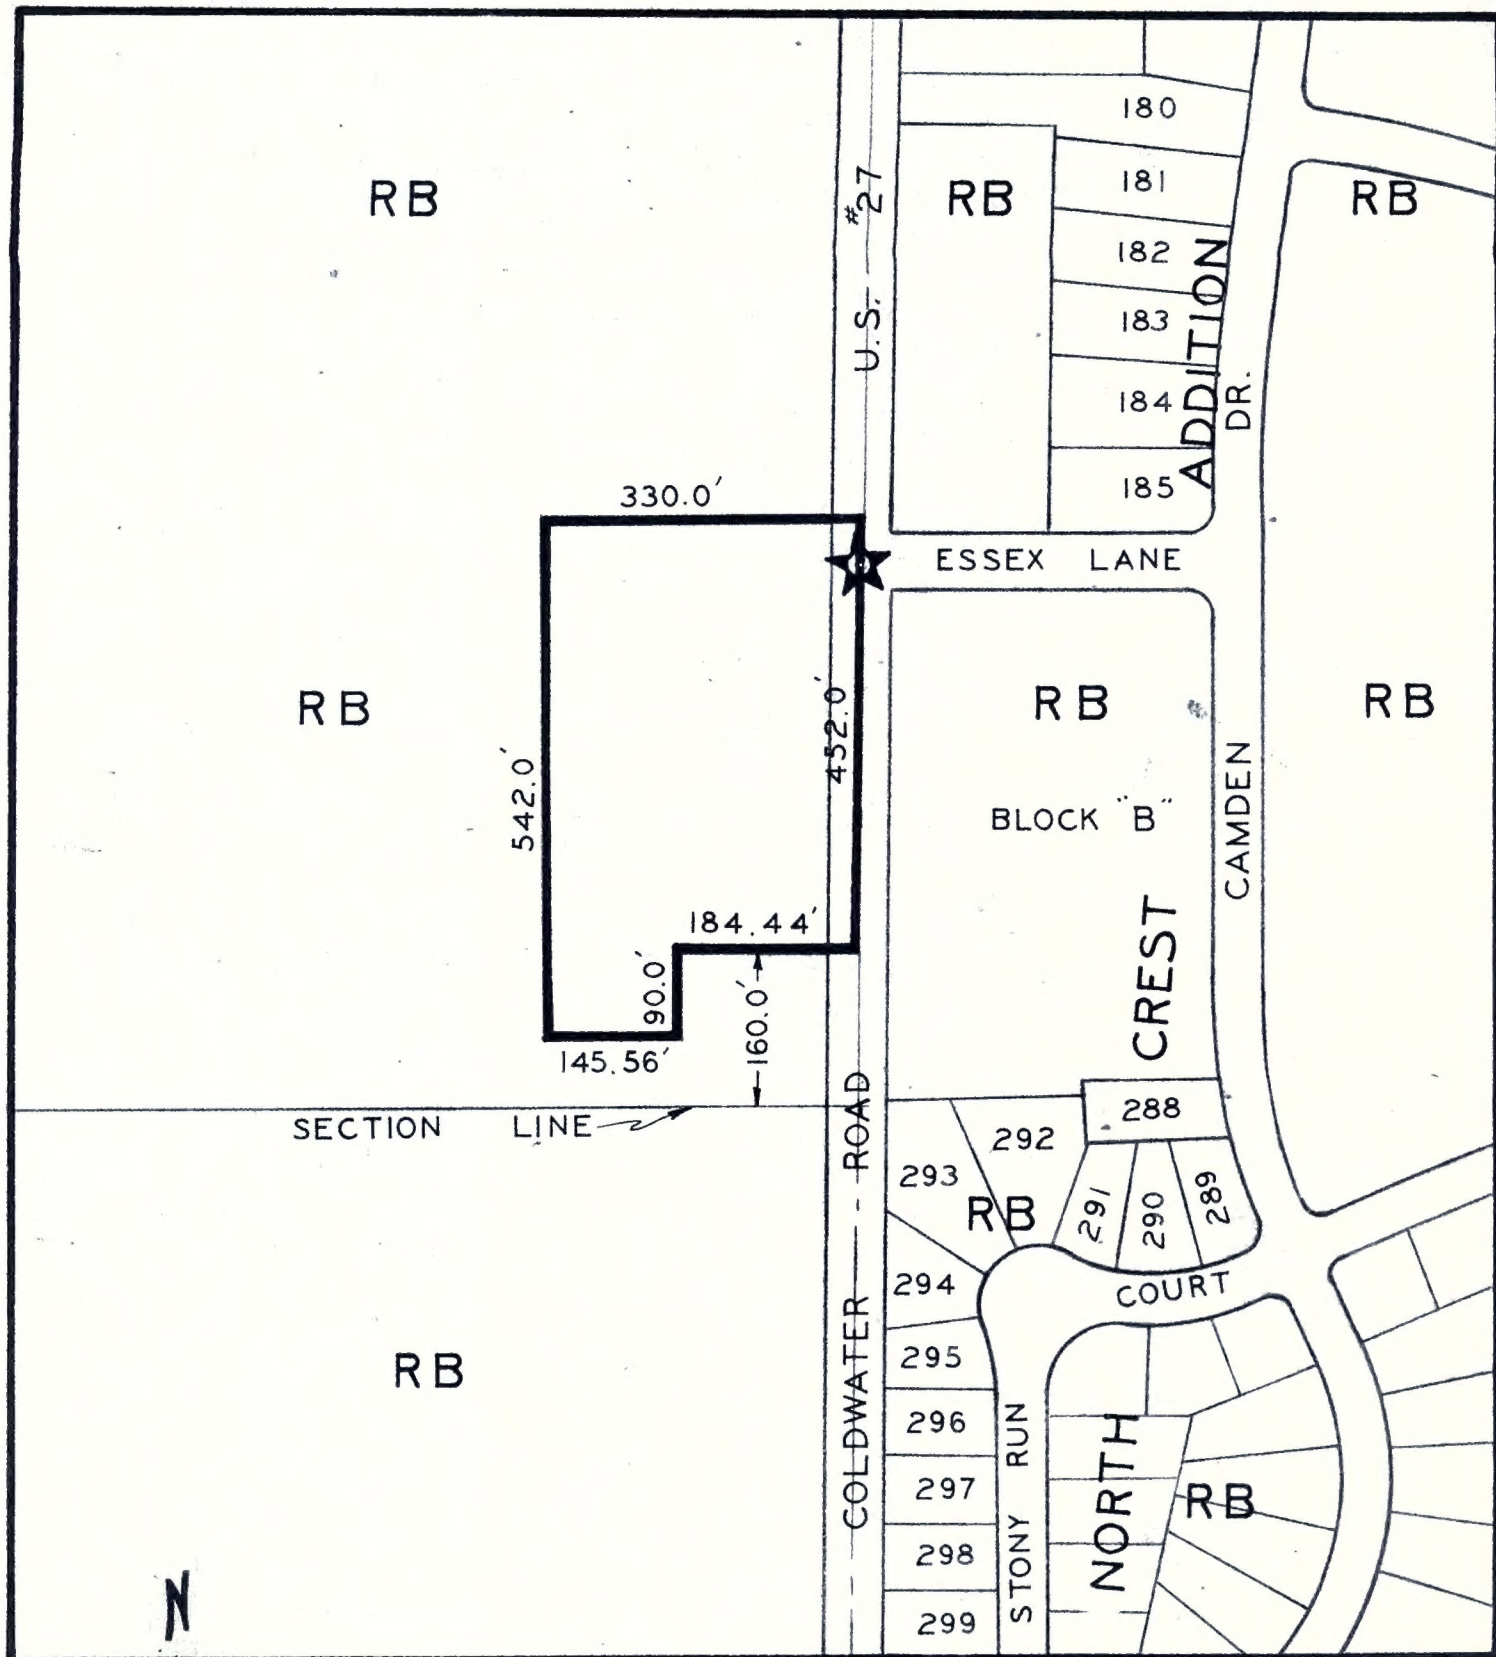 180
RB
U.S. #27
RB
181
RB
182
183
184
185
ADDITION
DR.
330.0'
ESSEX LANE
RB
452.0'
RB
RB
542.0'
BLOCK "B"
CAMDEN
184.44'
CREST
90.0'
160.0'
145.56'
SECTION LINE
COLDWATER ROAD
288
292
293
RB
291
290
289
294
COURT
295
RB
296
STONY RUN
NORTH
297
RB
298
299
N